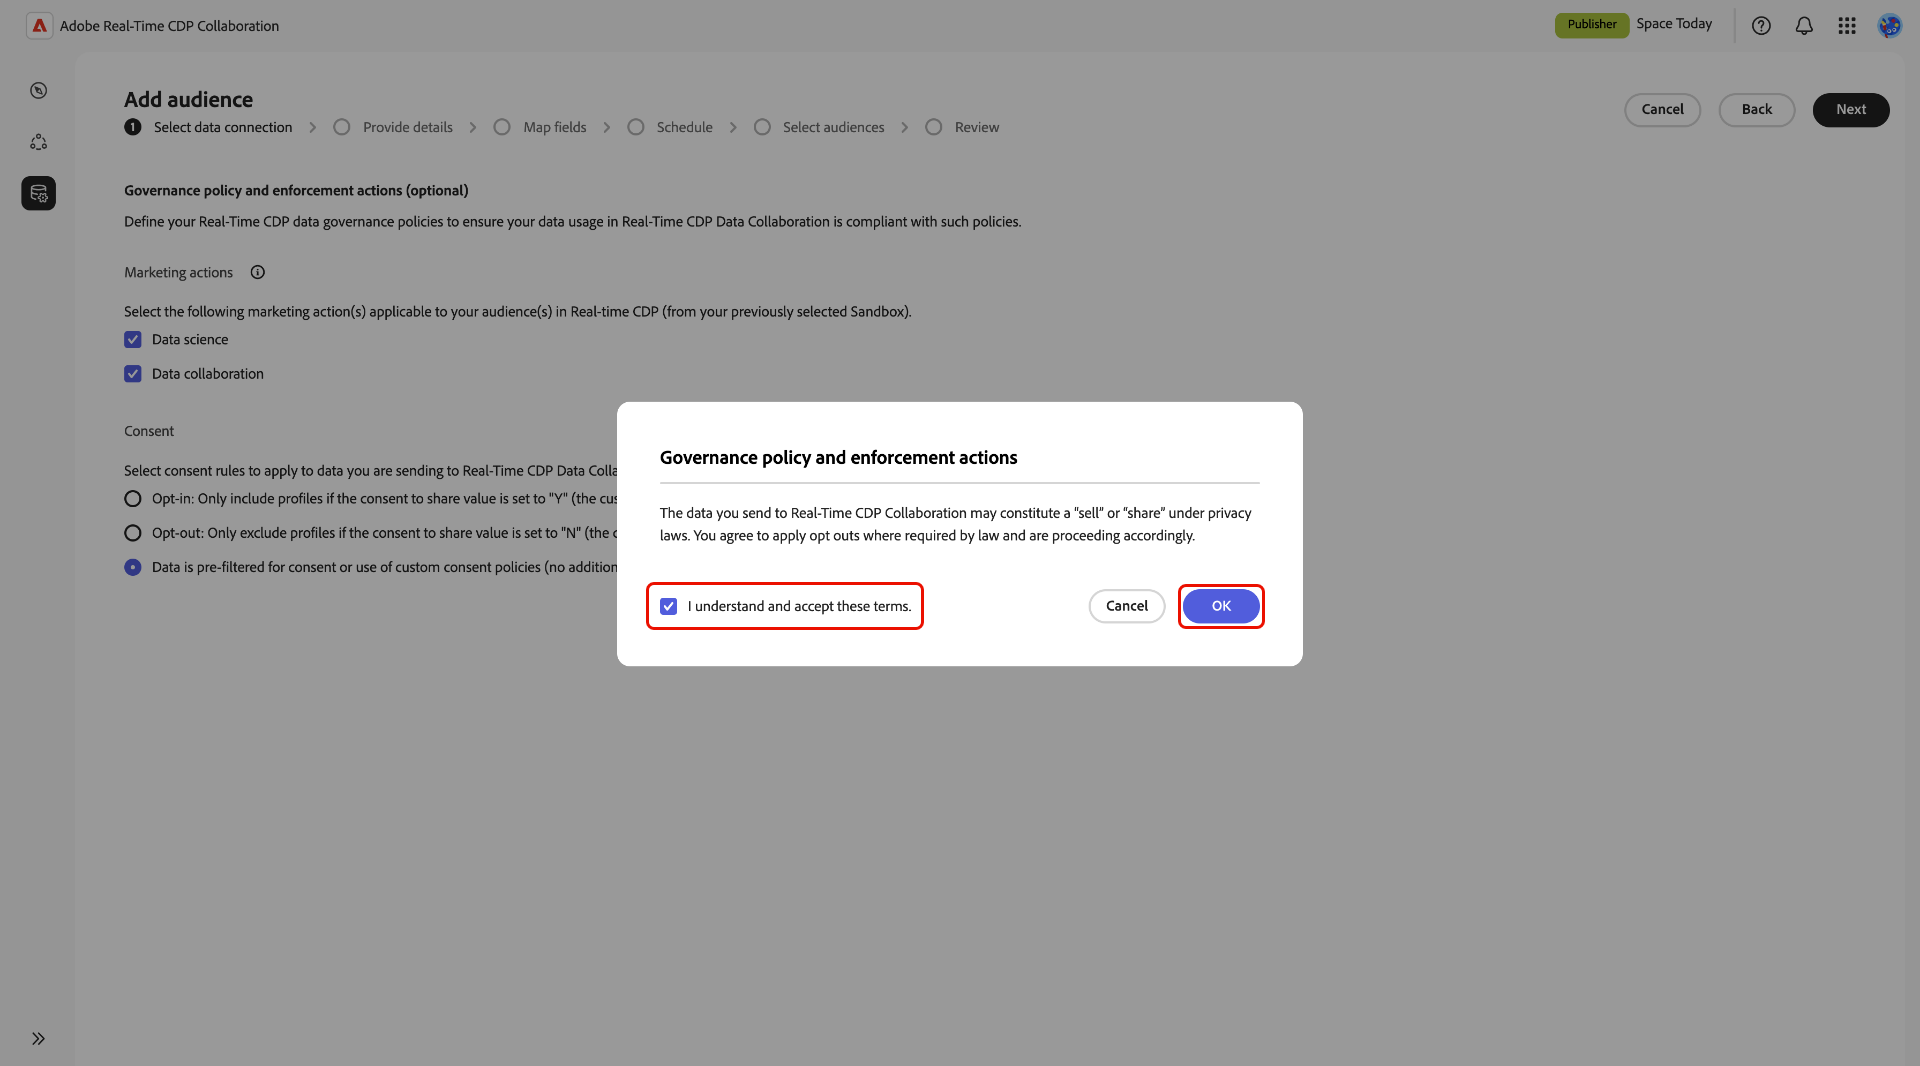 Adobe Real-Time CDP Collaboration
Publisher
Space Today
Add audience
Cancel
Back
Next
1
Select data connection
Provide details
Map fields
Schedule
Select audiences
Review
Governance policy and enforcement actions (optional)
Define your Real-Time CDP data governance policies to ensure your data usage in Real-Time CDP Data Collaboration is compliant with such policies.
Marketing actions
Select the following marketing action(s) applicable to your audience(s) in Real-time CDP (from your previously selected Sandbox).
Data science
Data collaboration
Consent
Select consent rules to apply to data you are sending to Real-Time CDP Data Colla
Opt-in: Only include profiles if the consent to share value is set to "Y" (the cus
Opt-out: Only exclude profiles if the consent to share value is set to "N" (the c
Data is pre-filtered for consent or use of custom consent policies (no addition
Governance policy and enforcement actions
The data you send to Real-Time CDP Collaboration may constitute a “sell” or “share” under privacy
laws. You agree to apply opt outs where required by law and are proceeding accordingly.
I understand and accept these terms.
Cancel
OK